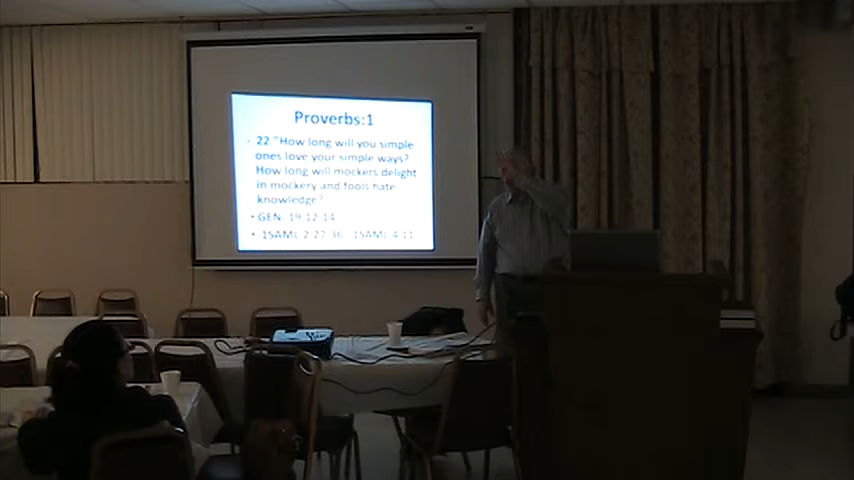 Proverbs:1
• 22 "How long will you simple
ones love your simple ways?
How long will mockers delight
in mockery and fools hate
knowledge?
• GEN: 19:12-14
• 1SAML 2:27-36 1SAML 4:11